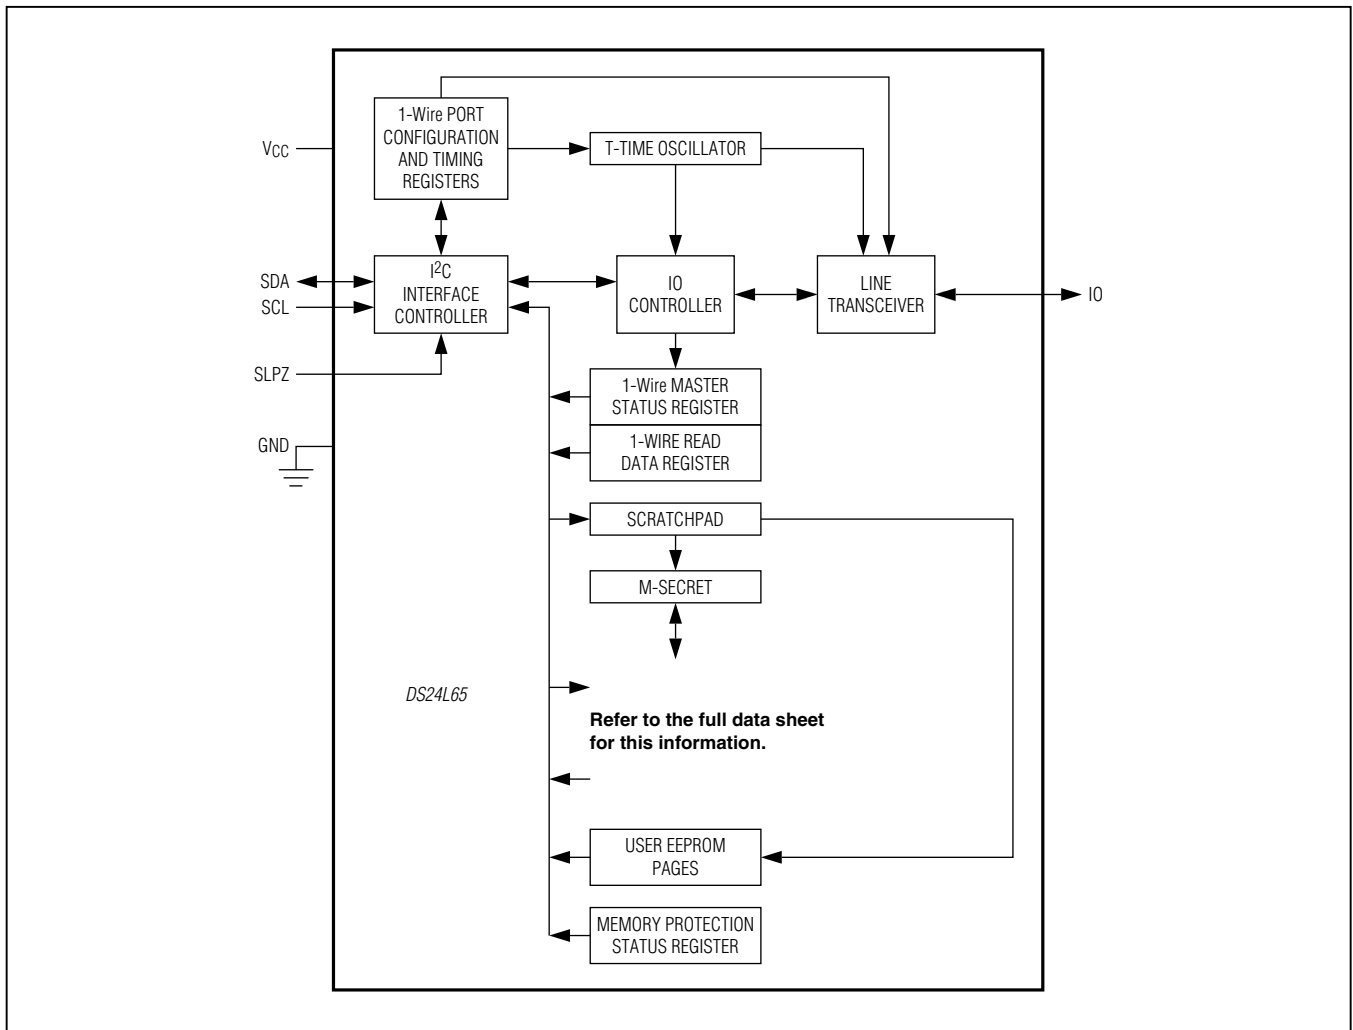 1-Wire PORT
CONFIGURATION
AND TIMING
REGISTERS
VCC
T-TIME OSCILLATOR
SDA
SCL
I2C
INTERFACE
CONTROLLER
IO
CONTROLLER
LINE
TRANSCEIVER
IO
SLPZ
1-Wire MASTER
STATUS REGISTER
GND
1-WIRE READ
DATA REGISTER
SCRATCHPAD
M-SECRET
DS24L65
Refer to the full data sheet
for this information.
USER EEPROM
PAGES
MEMORY PROTECTION
STATUS REGISTER